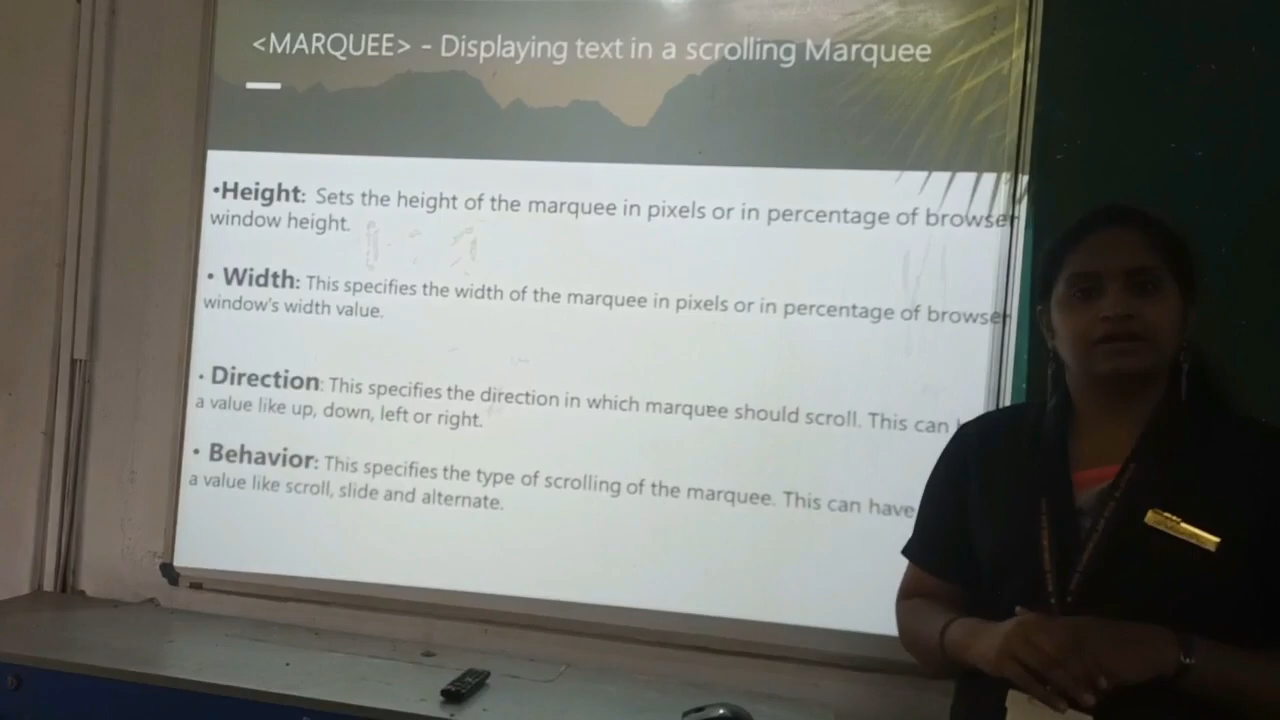 <MARQUEE> - Displaying text in a scrolling Marquee
•Height: Sets the height of the marquee in pixels or in percentage of browser
window height.
• Width: This specifies the width of the marquee in pixels or in percentage of browser
window's width value.
• Direction: This specifies the direction in which marquee should scroll. This can
a value like up, down, left or right.
• Behavior: This specifies the type of scrolling of the marquee. This can have
a value like scroll, slide and alternate.